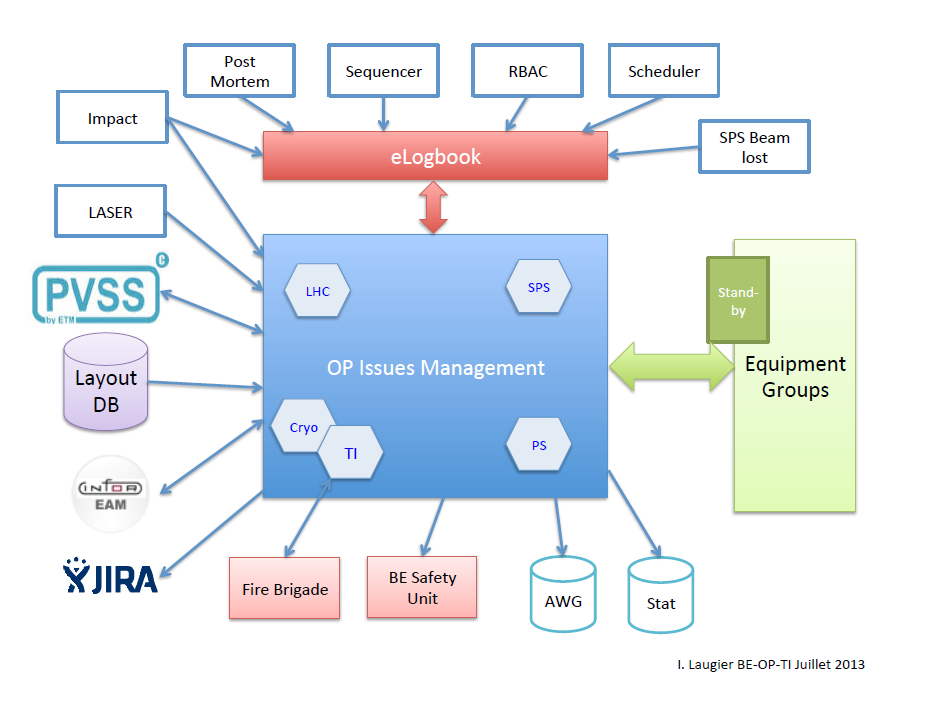 Post
Mortem
Sequencer
RBAC
Scheduler
Impact
SPS Beam
lost
eLogbook
LASER
C
PVSS
by ETM
LHC
SPS
Stand-
by
Layout
DB
OP Issues Management
Equipment
Groups
Cryo
TI
PS
infor
EAM
JIRA
Fire Brigade
BE Safety
Unit
AWG
Stat
I. Laugier BE-OP-TI Juillet 2013